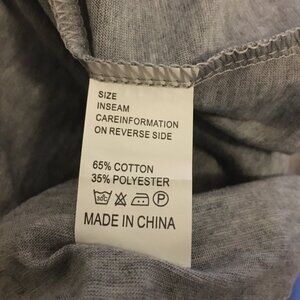 SIZE
INSEAM
CAREINFORMATION
ON REVERSE SIDE
65% COTTON
35% POLYESTER
P
MADE IN CHINA